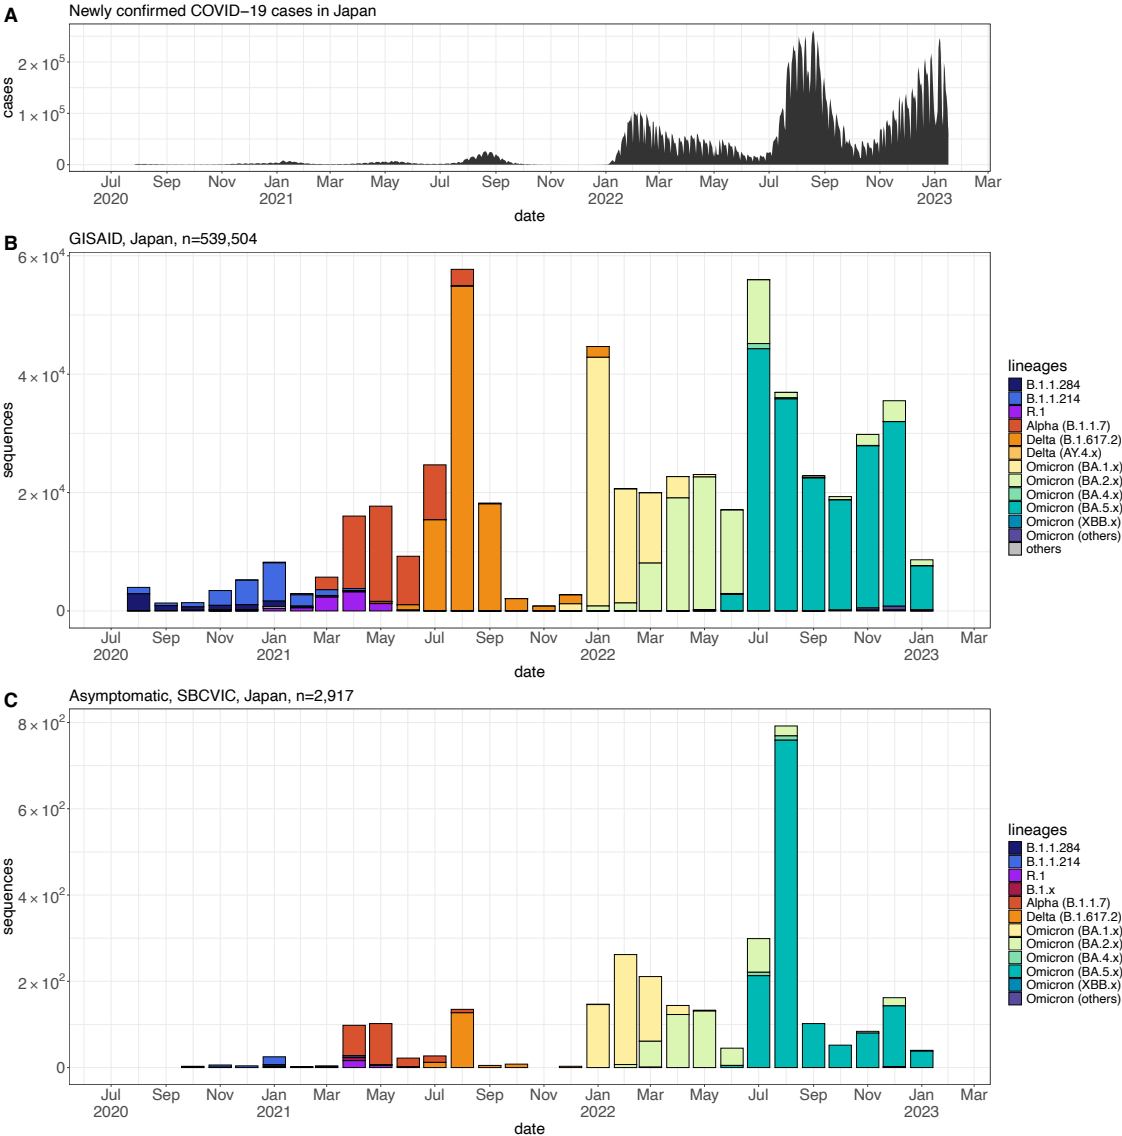 A
Newly confirmed COVID−19 cases in Japan
cases
2 × 10^5
1 × 10^5
0
Jul Sep Nov Jan Mar May Jul Sep Nov Jan Mar May Jul Sep Nov Jan Mar
2020 2021 2022 2023
date
B
GISAID, Japan, n=539,504
sequences
6 × 10^4
4 × 10^4
2 × 10^4
0
Jul Sep Nov Jan Mar May Jul Sep Nov Jan Mar May Jul Sep Nov Jan Mar
2020 2021 2022 2023
date
lineages
B.1.1.284
B.1.1.214
R.1
Alpha (B.1.1.7)
Delta (B.1.617.2)
Delta (AY.4.x)
Omicron (BA.1.x)
Omicron (BA.2.x)
Omicron (BA.4.x)
Omicron (BA.5.x)
Omicron (XBB.x)
Omicron (others)
others
C
Asymptomatic, SBCVIC, Japan, n=2,917
sequences
8 × 10^2
6 × 10^2
4 × 10^2
2 × 10^2
0
Jul Sep Nov Jan Mar May Jul Sep Nov Jan Mar May Jul Sep Nov Jan Mar
2020 2021 2022 2023
date
lineages
B.1.1.284
B.1.1.214
R.1
B.1.x
Alpha (B.1.1.7)
Delta (B.1.617.2)
Omicron (BA.1.x)
Omicron (BA.2.x)
Omicron (BA.4.x)
Omicron (BA.5.x)
Omicron (XBB.x)
Omicron (others)